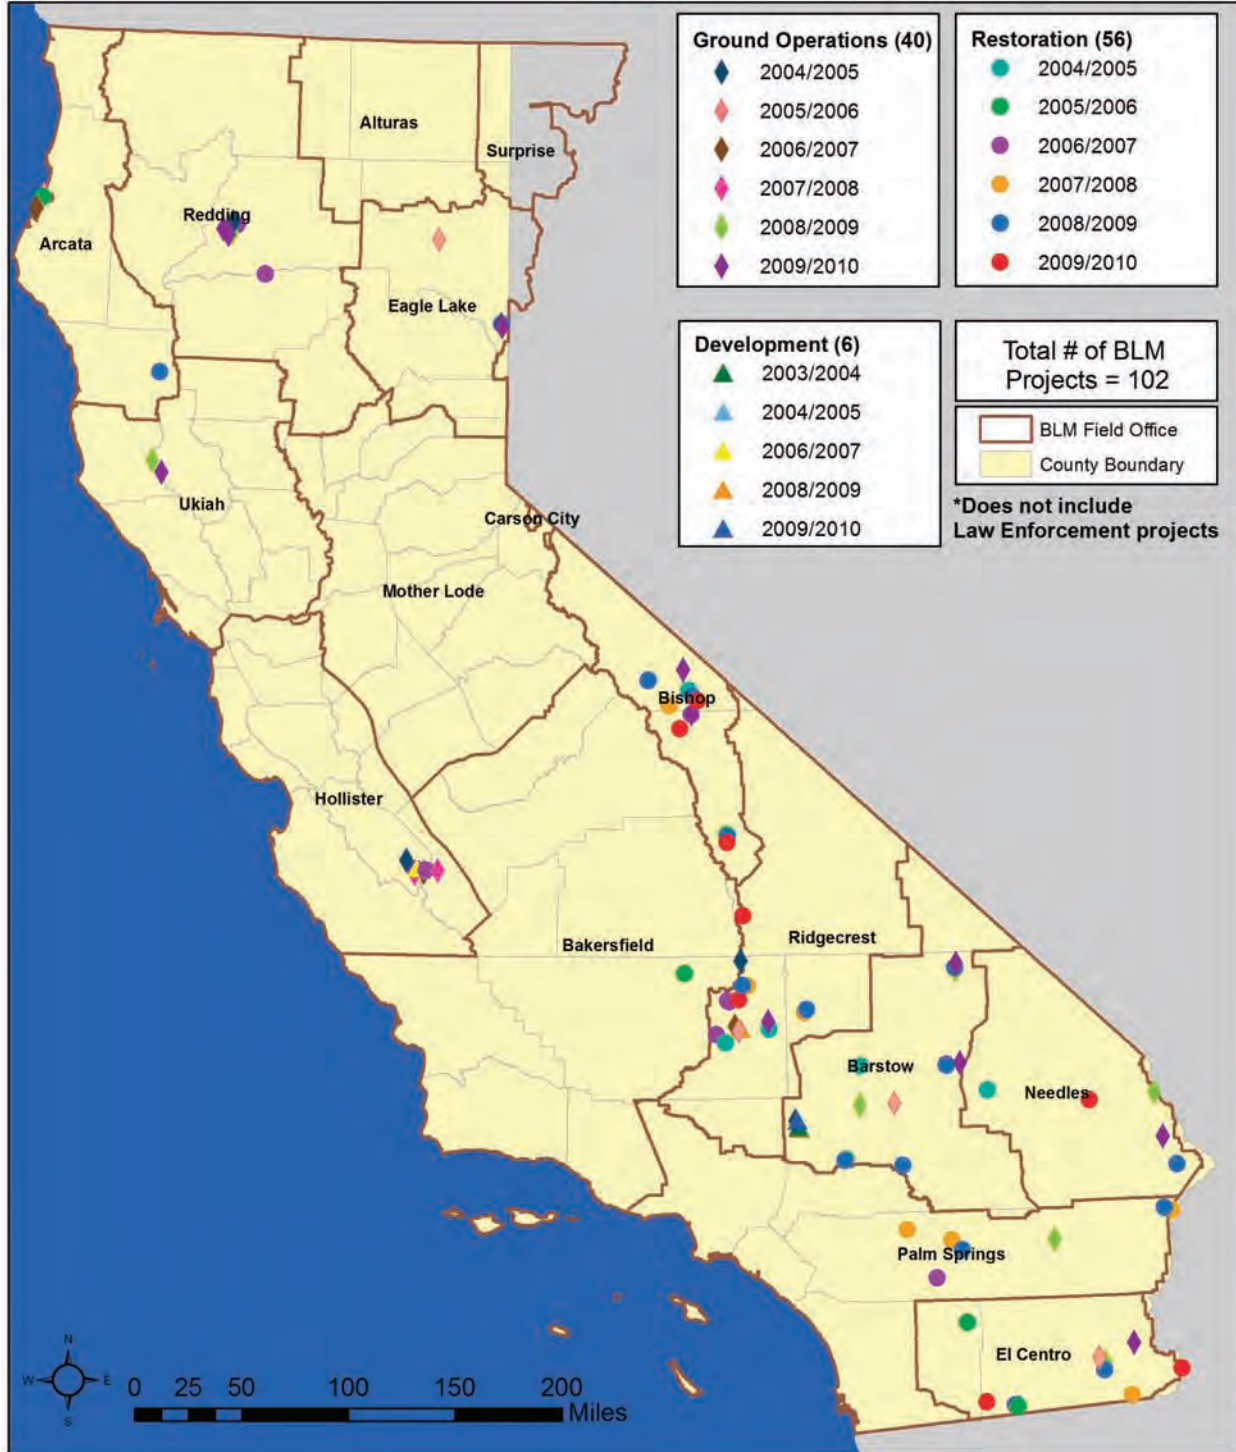 Ground Operations (40)
2004/2005
2005/2006
2006/2007
2007/2008
2008/2009
2009/2010
Restoration (56)
2004/2005
2005/2006
2006/2007
2007/2008
2008/2009
2009/2010
Development (6)
2003/2004
2004/2005
2006/2007
2008/2009
2009/2010
Total # of BLM
Projects = 102
BLM Field Office
County Boundary
*Does not include
Law Enforcement projects
Alturas
Surprise
Redding
Arcata
Eagle Lake
Ukiah
Carson City
Mother Lode
Bishop
Hollister
Bakersfield
Ridgecrest
Barstow
Needles
Palm Springs
El Centro
N
W
E
S
0 25 50 100 150 200
Miles